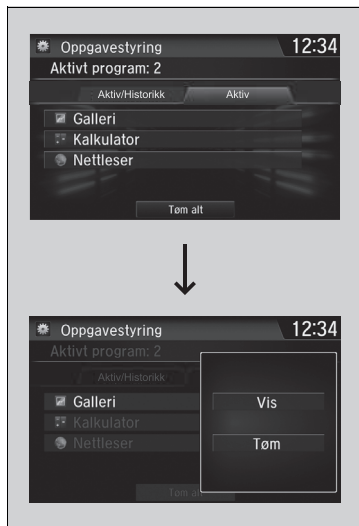 Oppgavestyring 12:34
Aktivt program: 2
Aktiv/Historikk Aktiv
Galleri
Kalkulator
Nettleser
Tøm alt
Oppgavestyring 12:34
Aktivt program: 2
Aktiv/Historikk
Galleri
Vis
Kalkulator
Nettleser
Tøm
Tøm alt